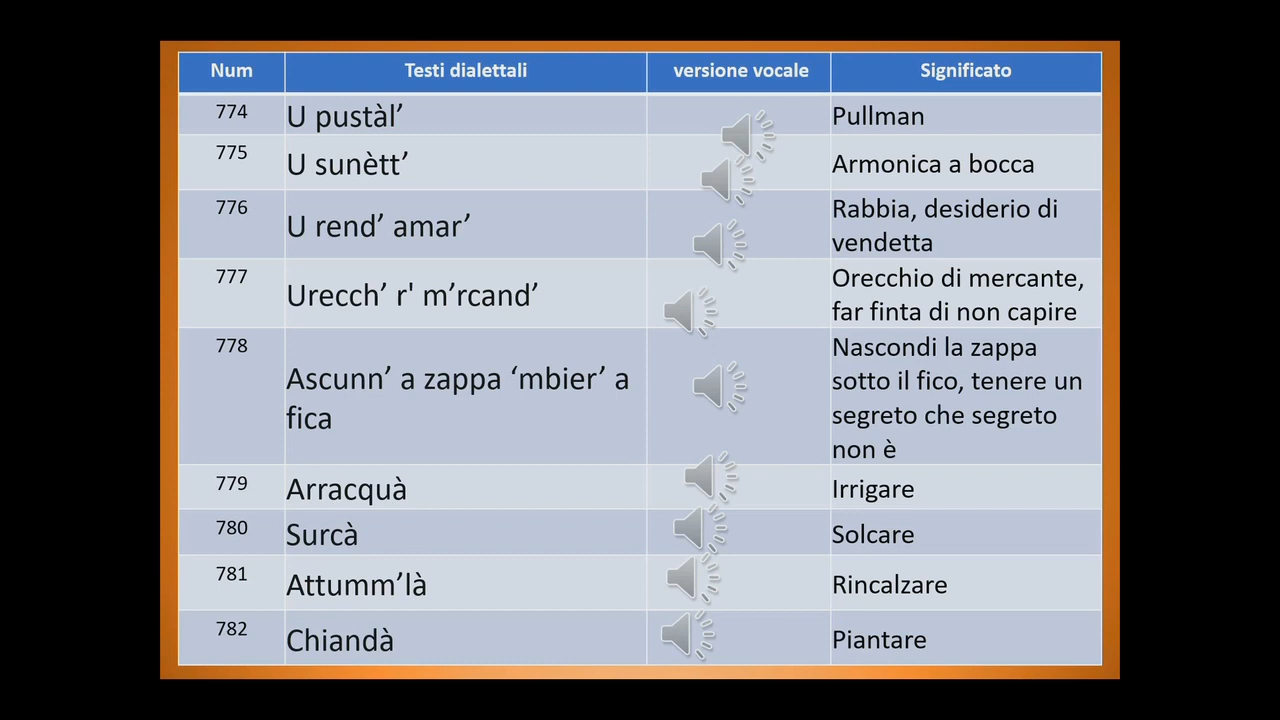 Num Testi dialettali versione vocale Significato
774 U pustàl’ Pullman
775 U sunètt’ Armonica a bocca
776 U rend’ amar’ Rabbia, desiderio di
vendetta
777 Urecch’ r' m’rcand’ Orecchio di mercante,
far finta di non capire
778 Ascunn’ a zappa ‘mbier’ a
fica
Nascondi la zappa
sotto il fico, tenere un
segreto che segreto
non è
779 Arracquà Irrigare
780 Surcà Solcare
781 Attumm’là Rincalzare
782 Chiandà Piantare